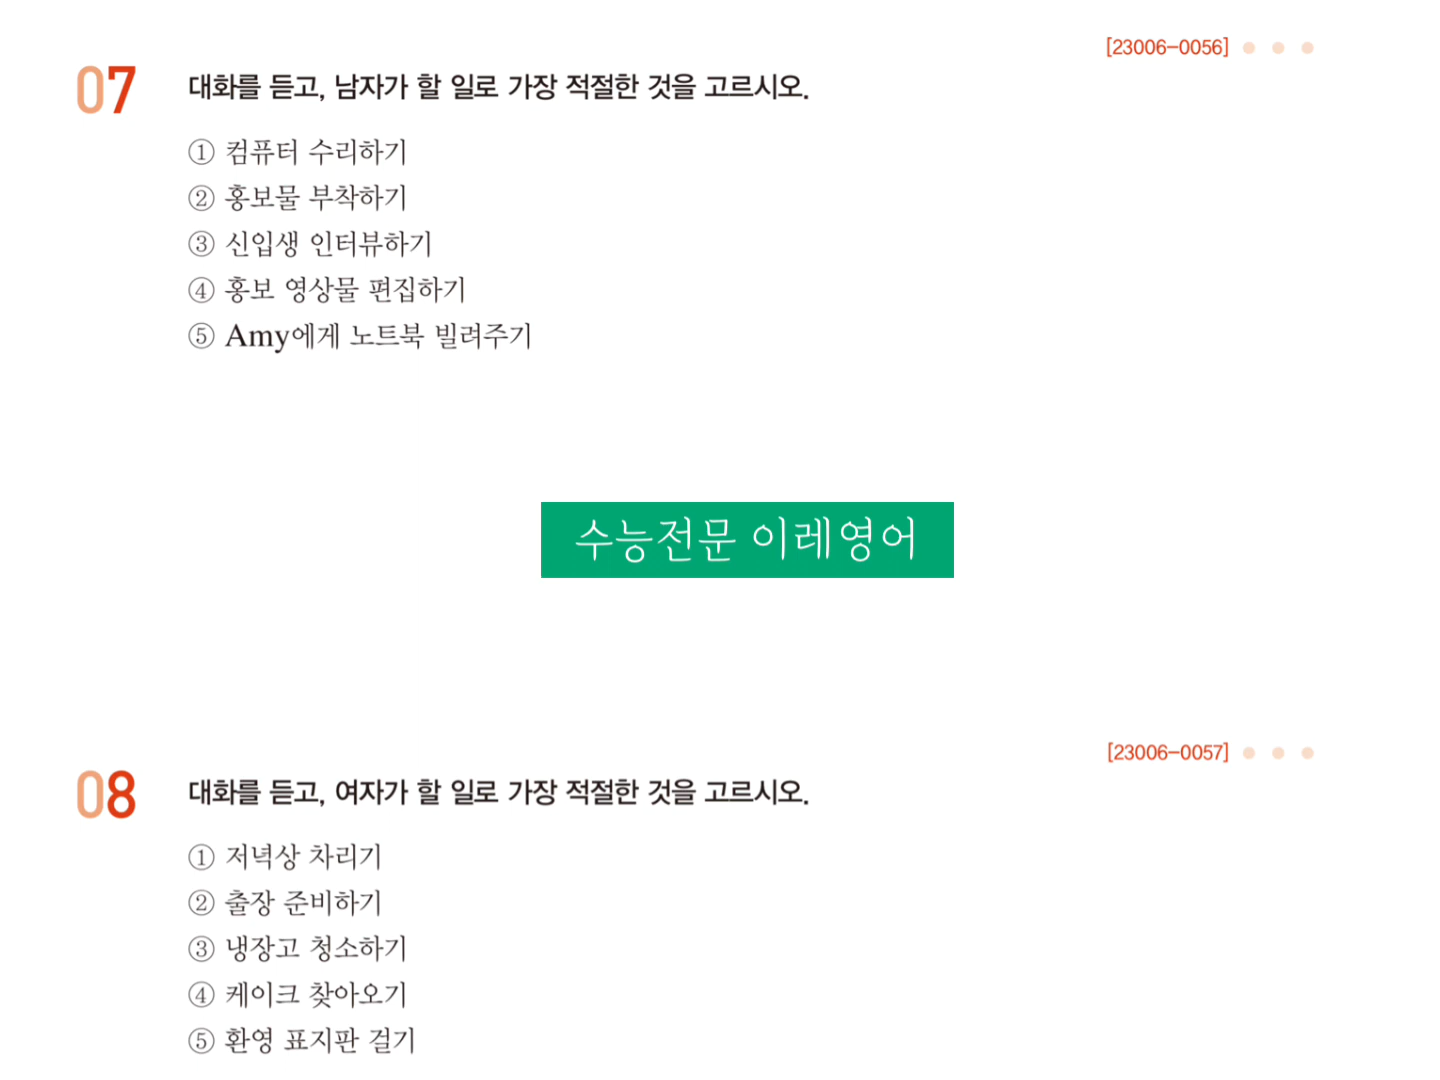 [23006-0056]
07 대화를 듣고, 남자가 할 일로 가장 적절한 것을 고르시오.
① 컴퓨터 수리하기
② 홍보물 부착하기
③ 신입생 인터뷰하기
④ 홍보 영상물 편집하기
⑤ Amy에게 노트북 빌려주기
수능전문 이레영어
[23006-0057]
08 대화를 듣고, 여자가 할 일로 가장 적절한 것을 고르시오.
① 저녁상 차리기
② 출장 준비하기
③ 냉장고 청소하기
④ 케이크 찾아오기
⑤ 환영 표지판 걸기